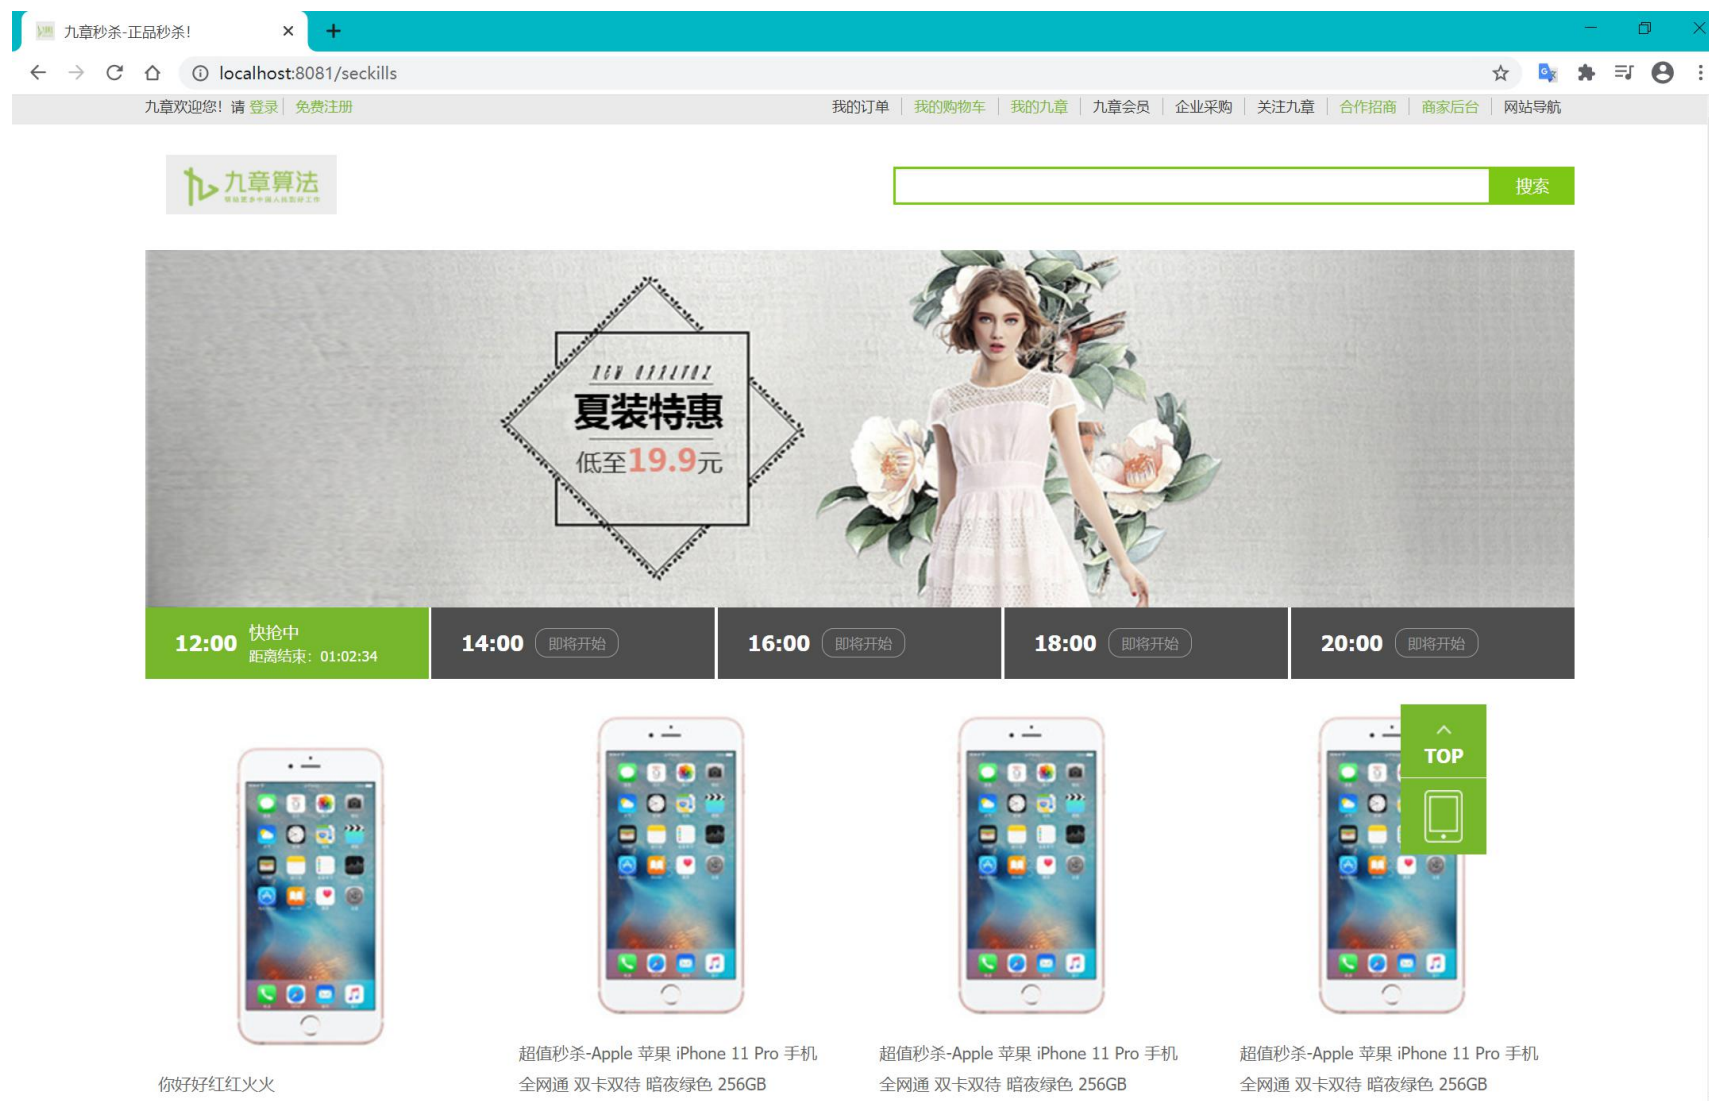 九章秒杀-正品秒杀!
localhost:8081/seckills
九章欢迎您！请 登录 免费注册
我的订单 我的购物车 我的九章 九章会员 企业采购 关注九章 合作招商 商家后台 网站导航
九章算法
搜索
夏装特惠
低至19.9元
12:00 快抢中
距离结束：01:02:34
14:00 即将开始
16:00 即将开始
18:00 即将开始
20:00 即将开始
TOP
你好好红红火火
超值秒杀-Apple 苹果 iPhone 11 Pro 手机
全网通 双卡双待 暗夜绿色 256GB
超值秒杀-Apple 苹果 iPhone 11 Pro 手机
全网通 双卡双待 暗夜绿色 256GB
超值秒杀-Apple 苹果 iPhone 11 Pro 手机
全网通 双卡双待 暗夜绿色 256GB